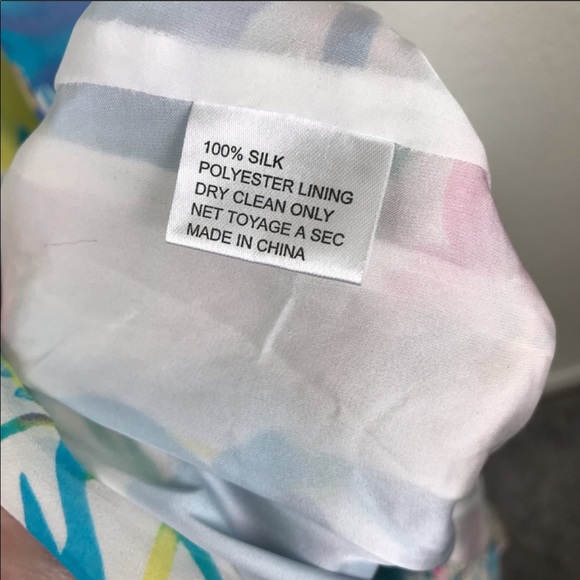 100% SILK
POLYESTER LINING
DRY CLEAN ONLY
NET TOYAGE A SEC
MADE IN CHINA